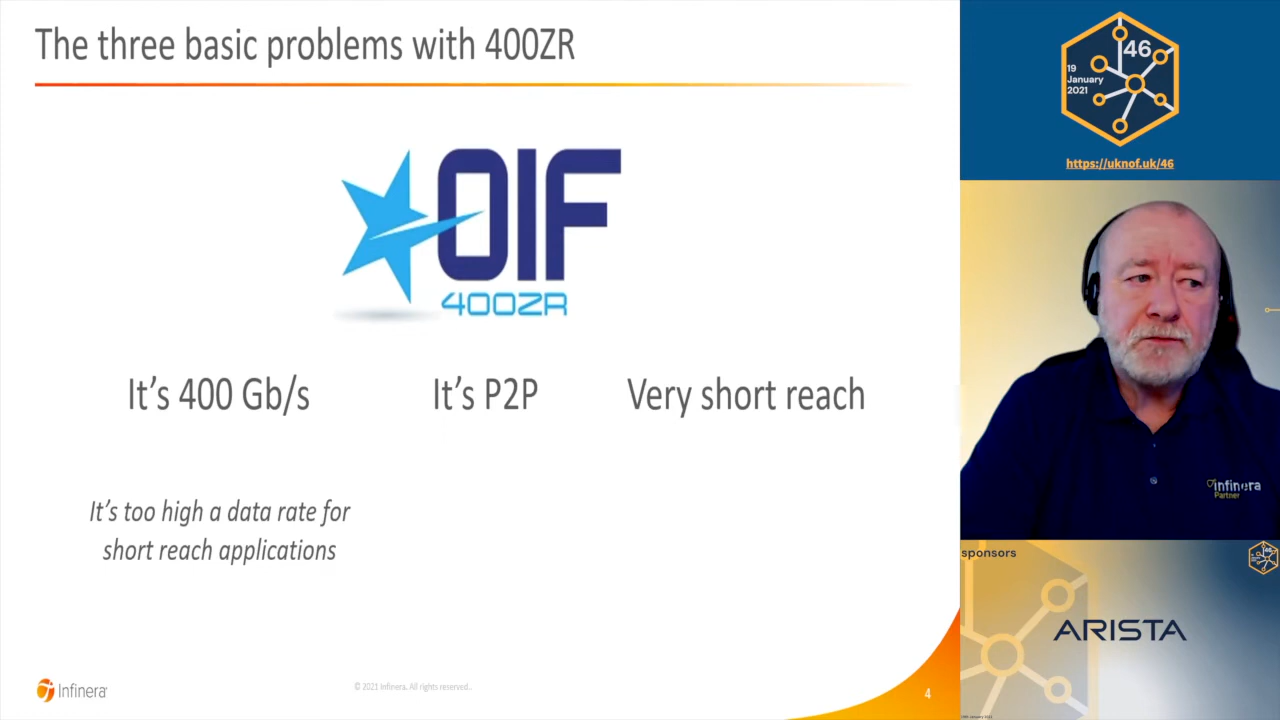 The three basic problems with 400ZR
OIF
400ZR
It's 400 Gb/s
It's P2P
Very short reach
It's too high a data rate for
short reach applications
Infinera
© 2021 Infinera. All rights reserved..
4
46
19
January
2021
https://uknof.uk/46
infinera
Partner
sponsors
46
ARISTA